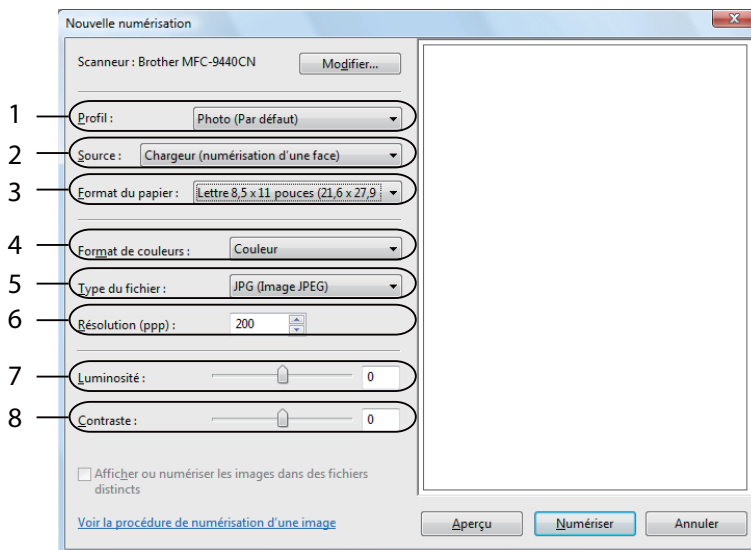 Nouvelle numérisation
Scanneur : Brother MFC-9440CN
Modifier...
1
Profil :
Photo (Par défaut)
2
Source :
Chargeur (numérisation d'une face)
3
Format du papier :
Lettre 8,5 x 11 pouces (21,6 x 27,9
4
Format de couleurs :
Couleur
5
Type du fichier :
JPG (Image JPEG)
6
Résolution (ppp) :
200
7
Luminosité :
0
8
Contraste :
0
Afficher ou numériser les images dans des fichiers
distincts
Voir la procédure de numérisation d'une image
Aperçu
Numériser
Annuler